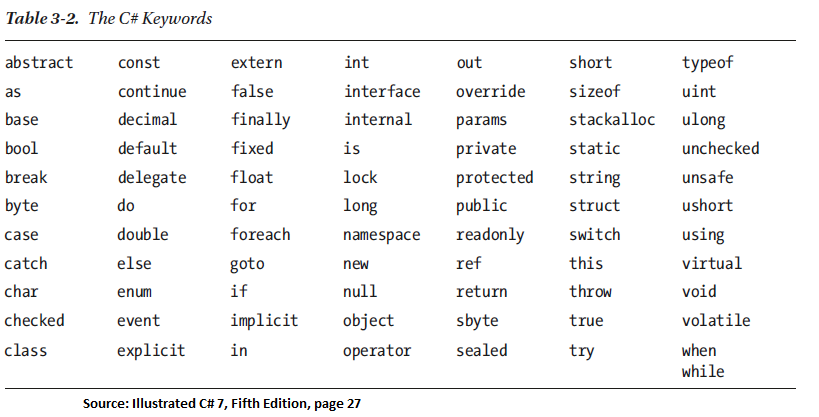 Table 3-2. The C# Keywords
abstract const extern int out short typeof
as continue false interface override sizeof uint
base decimal finally internal params stackalloc ulong
bool default fixed is private static unchecked
break delegate float lock protected string unsafe
byte do for long public struct ushort
case double foreach namespace readonly switch using
catch else goto new ref this virtual
char enum if null return throw void
checked event implicit object sbyte true volatile
class explicit in operator sealed try when
while
Source: Illustrated C# 7, Fifth Edition, page 27